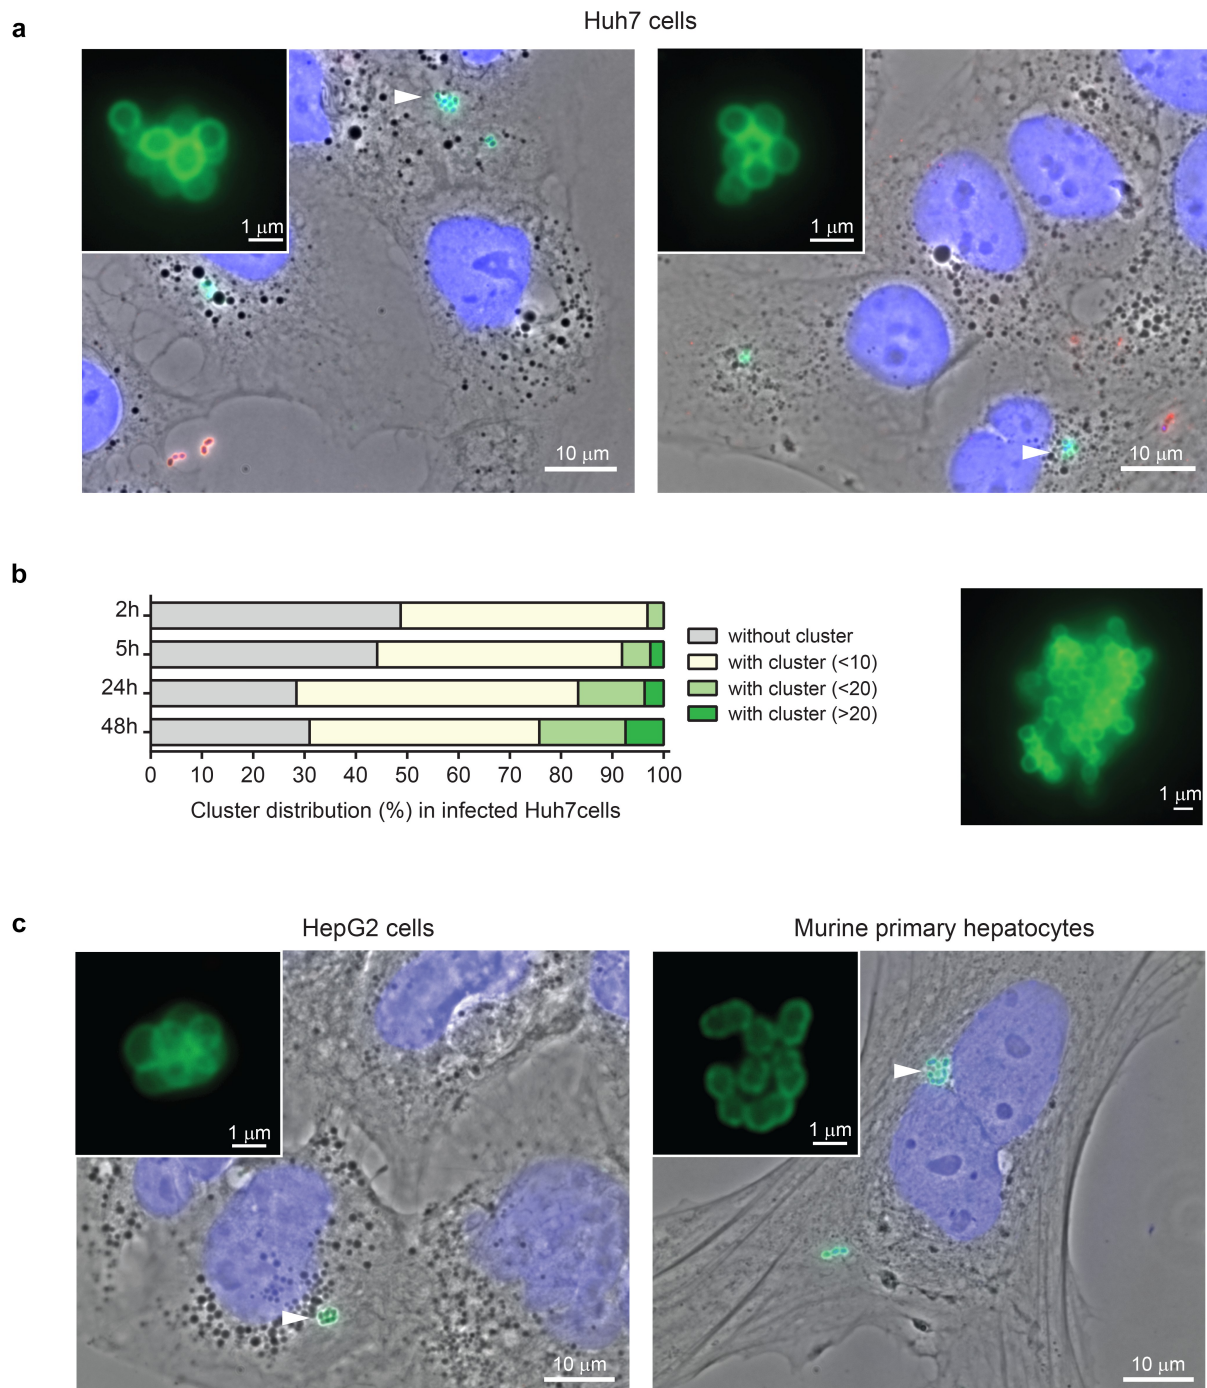 Huh7 cells
a
1 μm
10 μm
1 μm
10 μm
b
2h
5h
24h
48h
0 10 20 30 40 50 60 70 80 90 100
Cluster distribution (%) in infected Huh7cells
without cluster
with cluster (<10)
with cluster (<20)
with cluster (>20)
1 μm
c
HepG2 cells
Murine primary hepatocytes
1 μm
10 μm
1 μm
10 μm